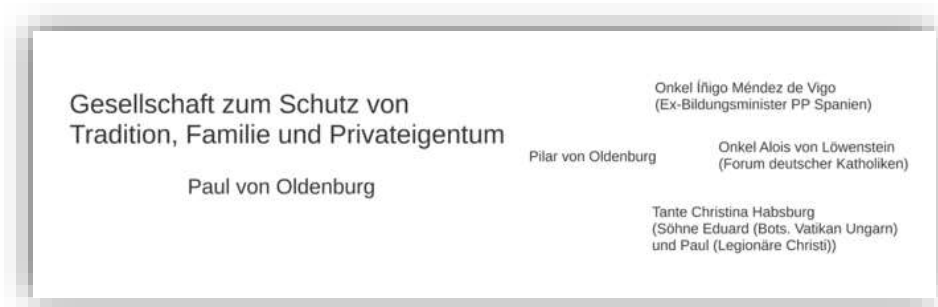 Gesellschaft zum Schutz von
Tradition, Familie und Privateigentum
Paul von Oldenburg
Pilar von Oldenburg
Onkel Íñigo Méndez de Vigo
(Ex-Bildungsminister PP Spanien)
Onkel Alois von Löwenstein
(Forum deutscher Katholiken)
Tante Christina Habsburg
(Söhne Eduard (Bots. Vatikan Ungarn)
und Paul (Legionäre Christi))